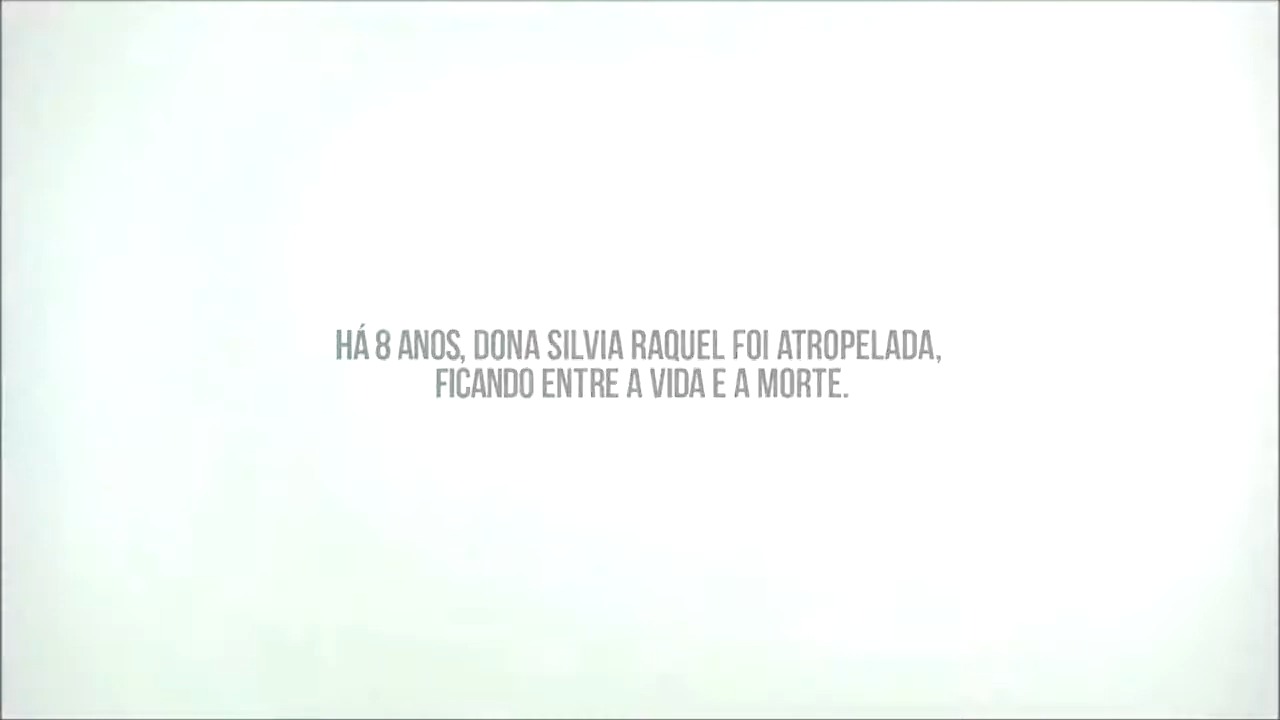 HÁ 8 ANOS, DONA SILVIA RAQUEL FOI ATROPELADA,
FICANDO ENTRE A VIDA E A MORTE.